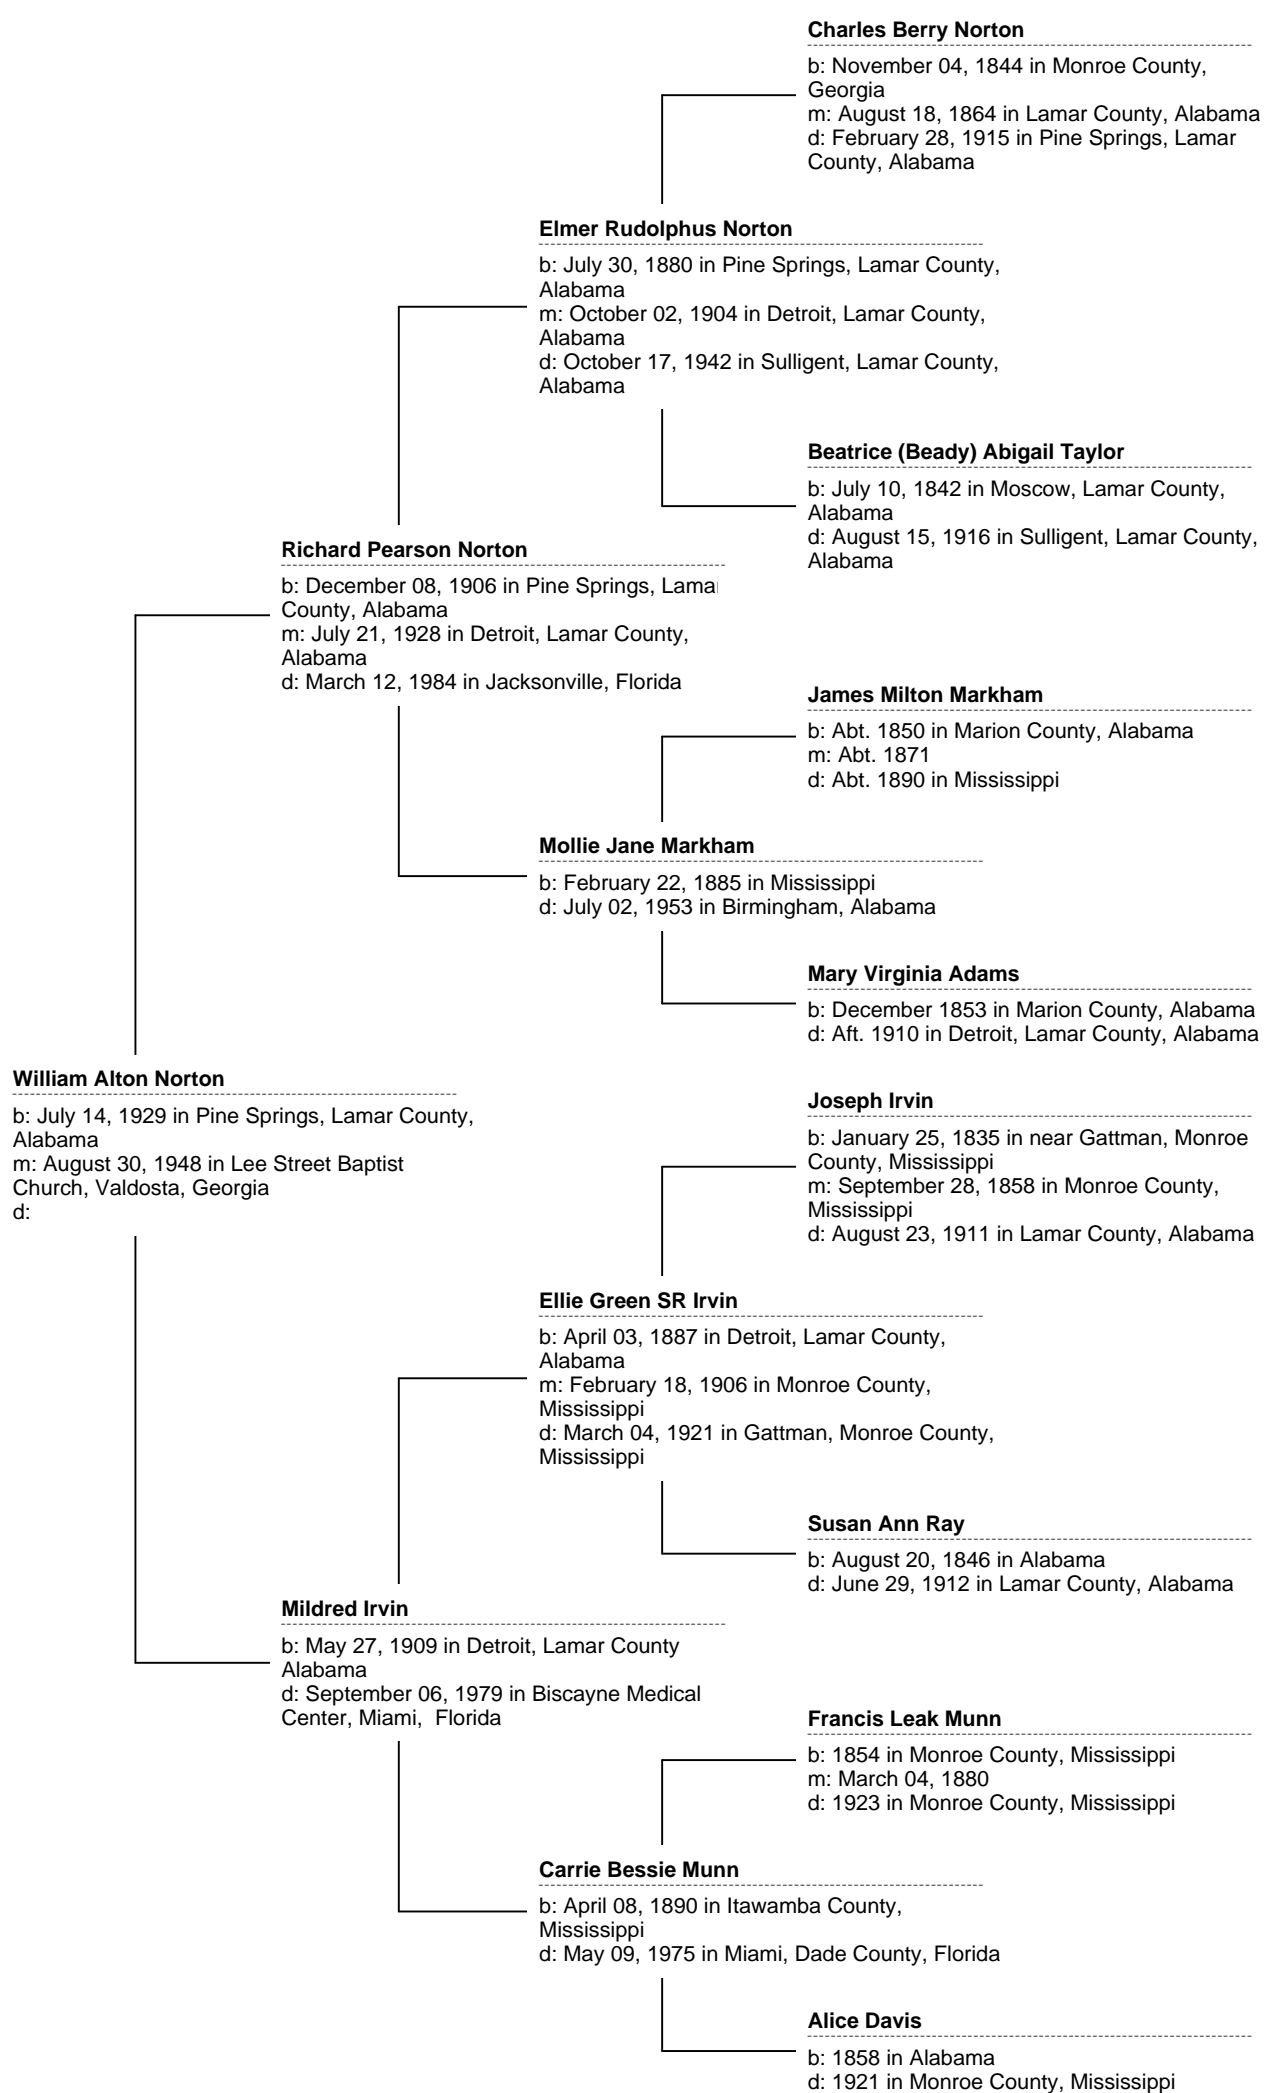 Charles Berry Norton
b: November 04, 1844 in Monroe County,
Georgia
m: August 18, 1864 in Lamar County, Alabama
d: February 28, 1915 in Pine Springs, Lamar
County, Alabama
Elmer Rudolphus Norton
b: July 30, 1880 in Pine Springs, Lamar County,
Alabama
m: October 02, 1904 in Detroit, Lamar County,
Alabama
d: October 17, 1942 in Sulligent, Lamar County,
Alabama
Beatrice (Beady) Abigail Taylor
b: July 10, 1842 in Moscow, Lamar County,
Alabama
d: August 15, 1916 in Sulligent, Lamar County,
Alabama
Richard Pearson Norton
b: December 08, 1906 in Pine Springs, Lamar
County, Alabama
m: July 21, 1928 in Detroit, Lamar County,
Alabama
d: March 12, 1984 in Jacksonville, Florida
James Milton Markham
b: Abt. 1850 in Marion County, Alabama
m: Abt. 1871
d: Abt. 1890 in Mississippi
Mollie Jane Markham
b: February 22, 1885 in Mississippi
d: July 02, 1953 in Birmingham, Alabama
Mary Virginia Adams
b: December 1853 in Marion County, Alabama
d: Aft. 1910 in Detroit, Lamar County, Alabama
William Alton Norton
b: July 14, 1929 in Pine Springs, Lamar County,
Alabama
m: August 30, 1948 in Lee Street Baptist
Church, Valdosta, Georgia
d:
Joseph Irvin
b: January 25, 1835 in near Gattman, Monroe
County, Mississippi
m: September 28, 1858 in Monroe County,
Mississippi
d: August 23, 1911 in Lamar County, Alabama
Ellie Green SR Irvin
b: April 03, 1887 in Detroit, Lamar County,
Alabama
m: February 18, 1906 in Monroe County,
Mississippi
d: March 04, 1921 in Gattman, Monroe County,
Mississippi
Susan Ann Ray
b: August 20, 1846 in Alabama
d: June 29, 1912 in Lamar County, Alabama
Mildred Irvin
b: May 27, 1909 in Detroit, Lamar County
Alabama
d: September 06, 1979 in Biscayne Medical
Center, Miami,  Florida
Francis Leak Munn
b: 1854 in Monroe County, Mississippi
m: March 04, 1880
d: 1923 in Monroe County, Mississippi
Carrie Bessie Munn
b: April 08, 1890 in Itawamba County,
Mississippi
d: May 09, 1975 in Miami, Dade County, Florida
Alice Davis
b: 1858 in Alabama
d: 1921 in Monroe County, Mississippi